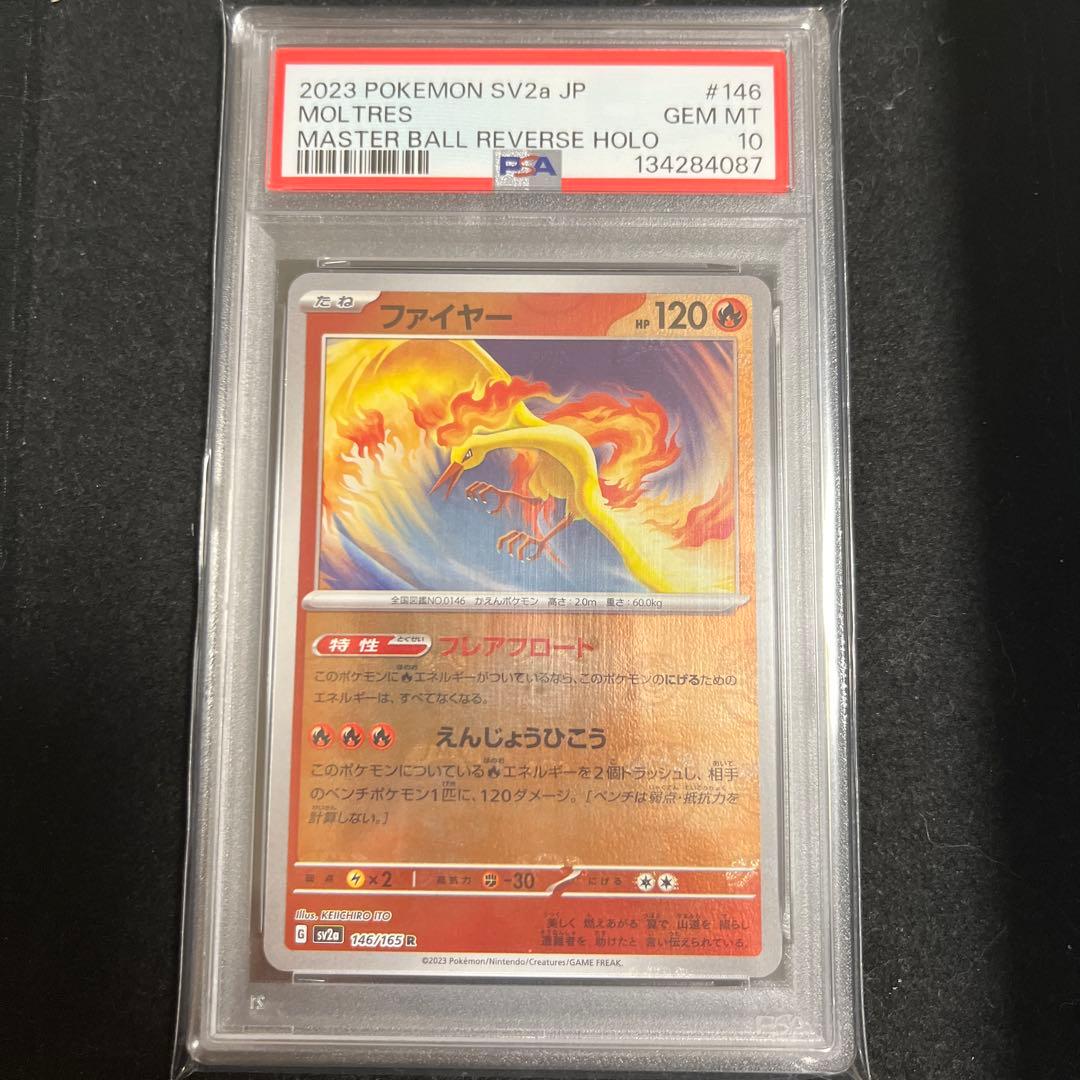 2023 POKEMON SV2a JP #146
MOLTRES GEM MT
MASTER BALL REVERSE HOLO 10
PSA 134284087
たね ファイヤー HP 120
全国図鑑NO.0146 かえんポケモン 高さ：2.0m 重さ：60.0kg
特性 とくせい フレアフロート
このポケモンに エネルギーがついているなら、このポケモンのにげるための
エネルギーは、すべてなくなる。
えんじょうひこう
このポケモンについている エネルギーを2個トラッシュし、相手
のベンチポケモン1匹に、120ダメージ。［ベンチは弱点・抵抗力を
計算しない。］
弱点 ×2 抵抗力 -30 にげる
Illus. KEIICHIRO ITO
G sv2a 146/165 R
美しく 燃えあがる 翼で 山道を 照らし
遭難者を 助けたと 言い伝えられている。
©2023 Pokémon/Nintendo/Creatures/GAME FREAK.
PSA